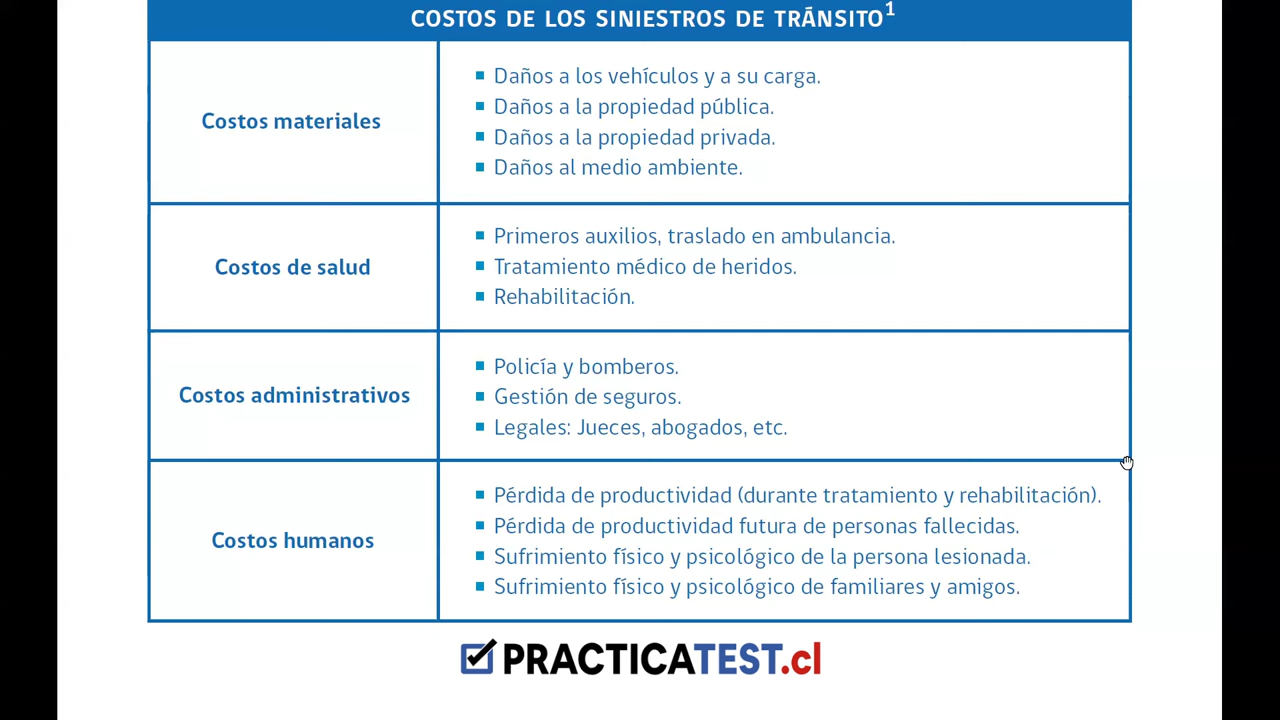 COSTOS DE LOS SINIESTROS DE TRÁNSITO¹
Costos materiales
Daños a los vehículos y a su carga.
Daños a la propiedad pública.
Daños a la propiedad privada.
Daños al medio ambiente.
Costos de salud
Primeros auxilios, traslado en ambulancia.
Tratamiento médico de heridos.
Rehabilitación.
Costos administrativos
Policía y bomberos.
Gestión de seguros.
Legales: Jueces, abogados, etc.
Costos humanos
Pérdida de productividad (durante tratamiento y rehabilitación).
Pérdida de productividad futura de personas fallecidas.
Sufrimiento físico y psicológico de la persona lesionada.
Sufrimiento físico y psicológico de familiares y amigos.
PRACTICATEST.cl